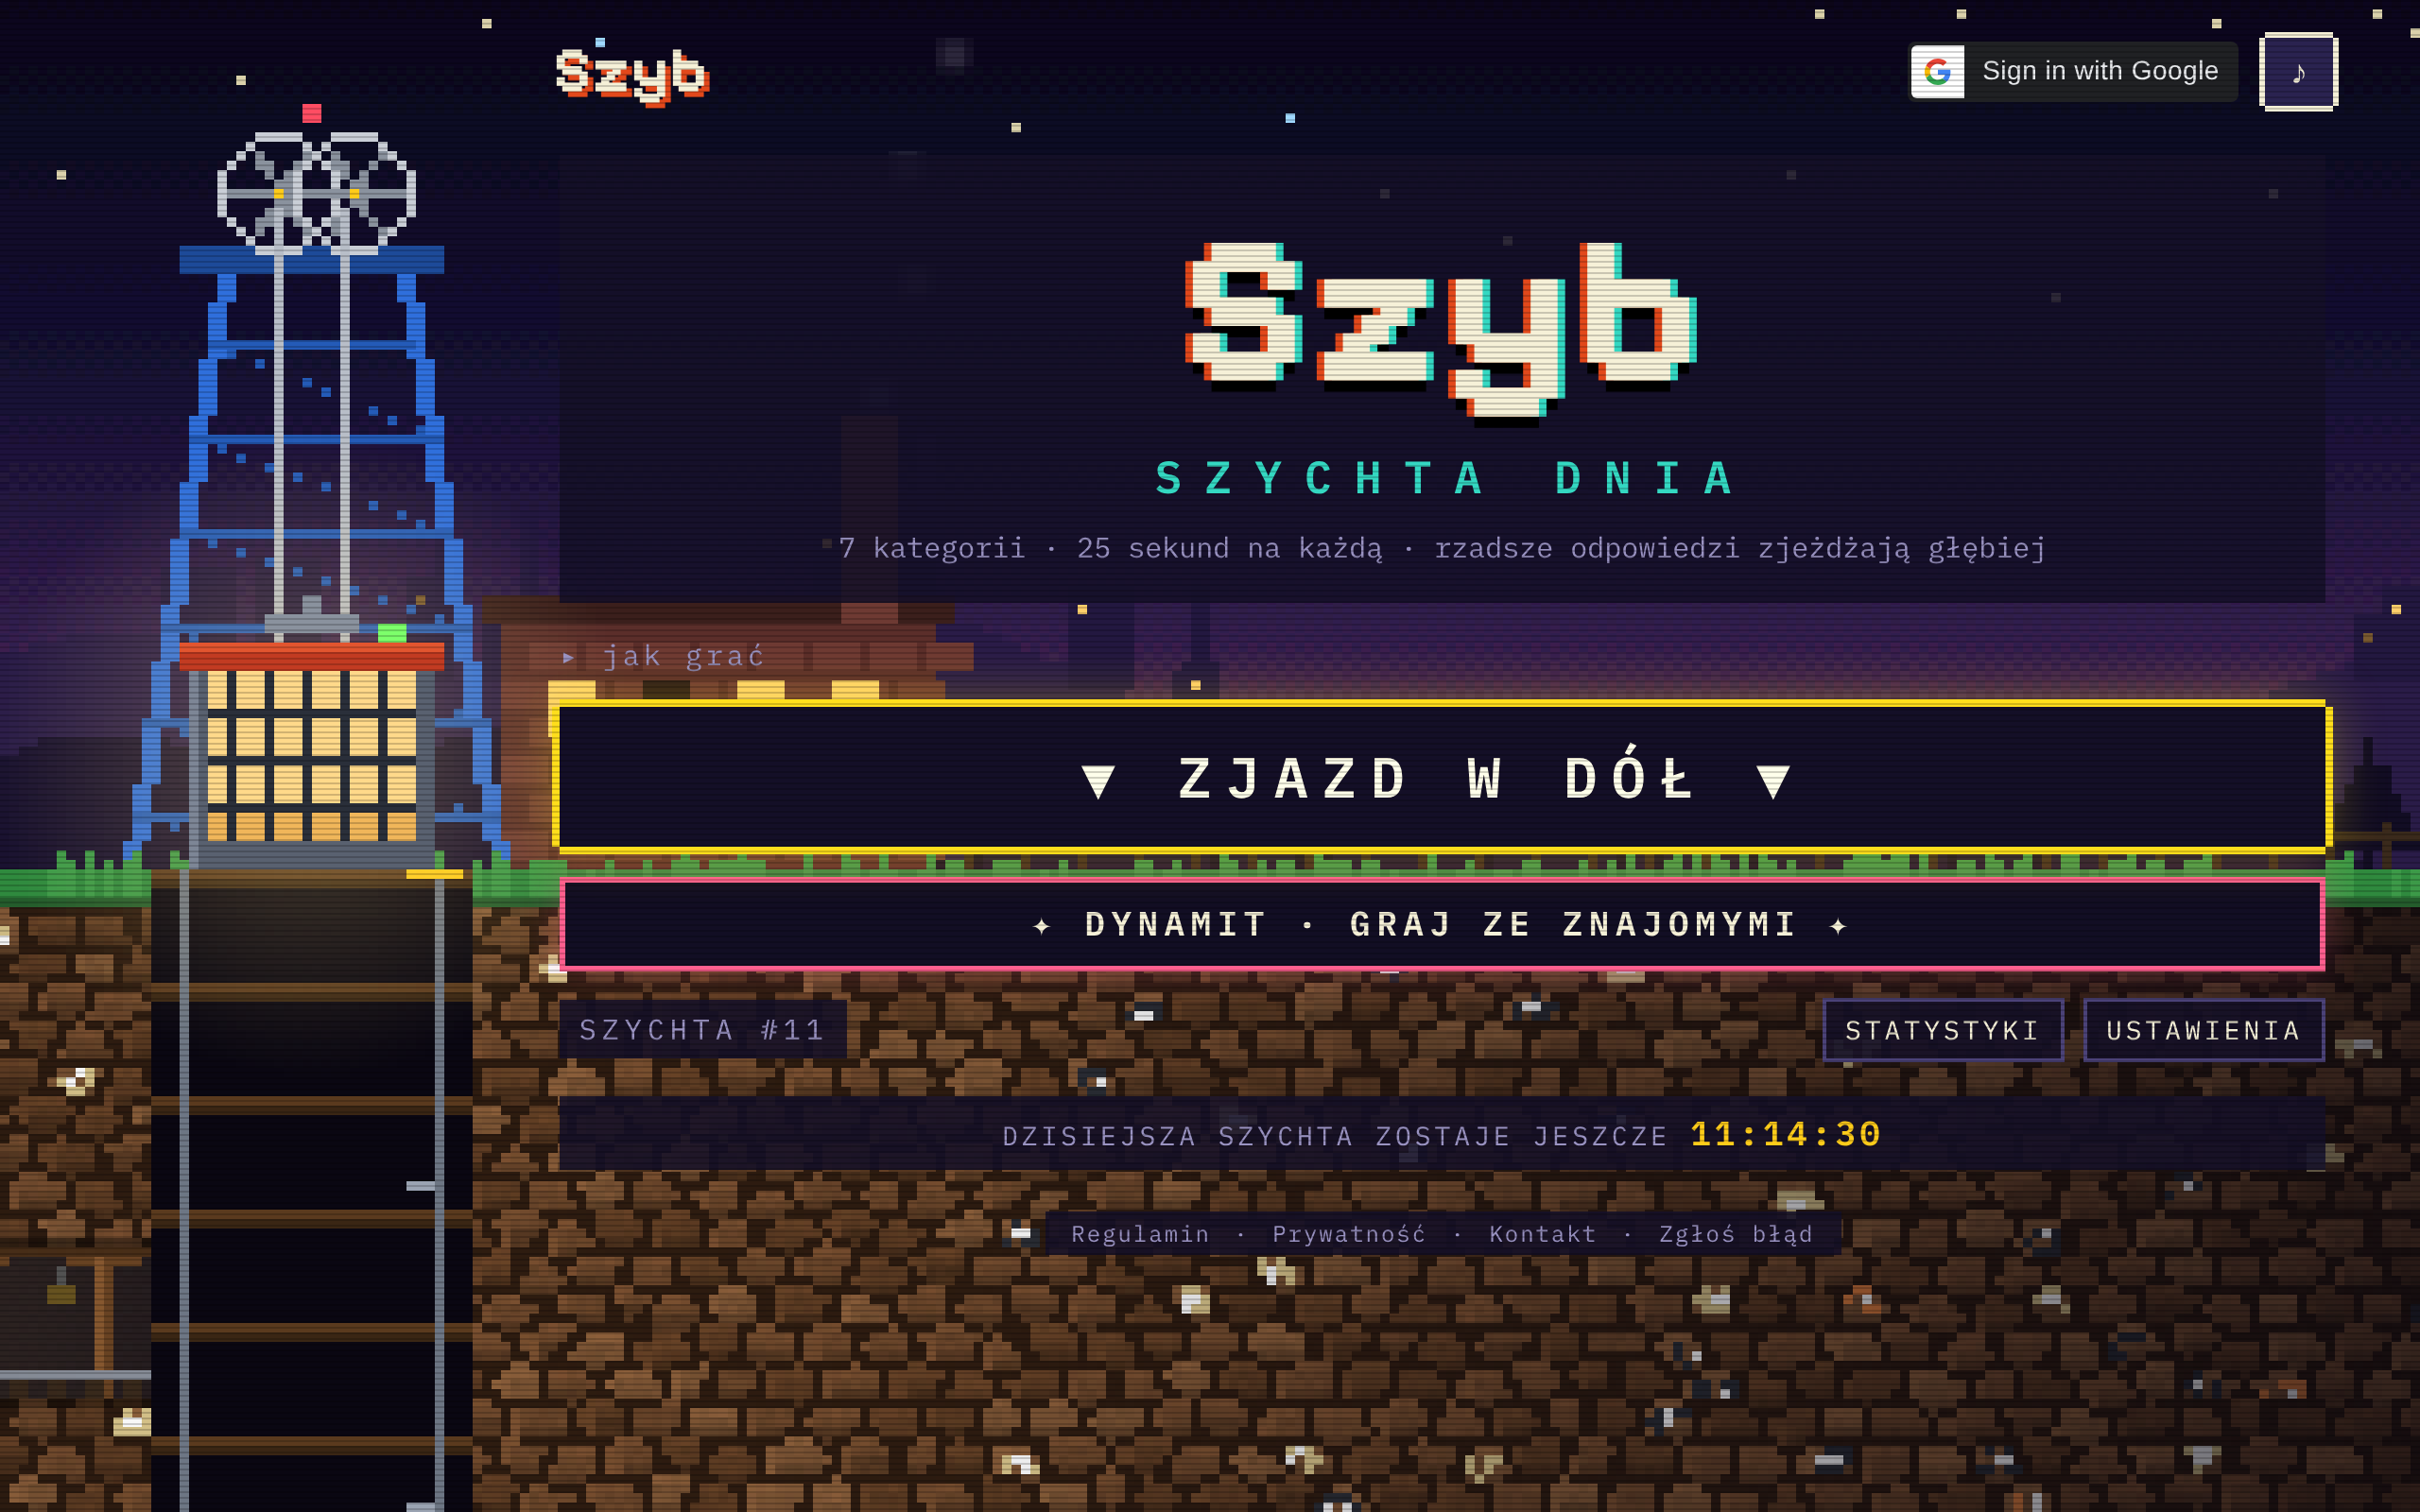 Szyb
Sign in with Google
♪
Szyb
SZYCHTA DNIA
7 kategorii · 25 sekund na każdą · rzadsze odpowiedzi zjeżdżają głębiej
▸ jak grać
▼ ZJAZD W DÓŁ ▼
✦ DYNAMIT · GRAJ ZE ZNAJOMYMI ✦
SZYCHTA #11
STATYSTYKI
USTAWIENIA
DZISIEJSZA SZYCHTA ZOSTAJE JESZCZE 11:14:30
Regulamin · Prywatność · Kontakt · Zgłoś błąd